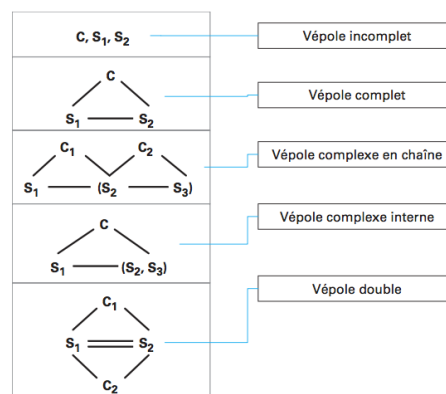 C, S₁, S₂
Vépole incomplet
C
S₁ S₂
Vépole complet
C₁ C₂
S₁ (S₂ S₃)
Vépole complexe en chaîne
C
S₁ (S₂, S₃)
Vépole complexe interne
C₁
S₁ S₂
C₂
Vépole double